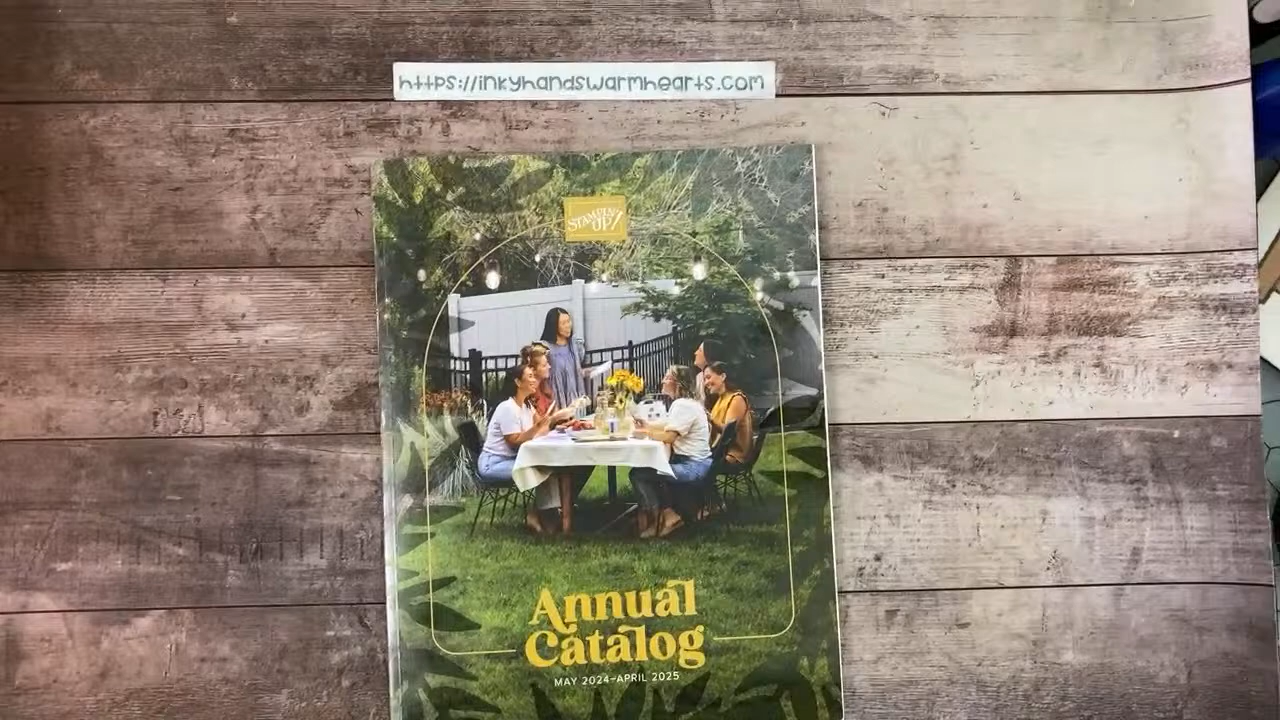 https://inkyhandswarmhearts.com
STAMPIN'
UP!
Annual
Catalog
MAY 2024–APRIL 2025